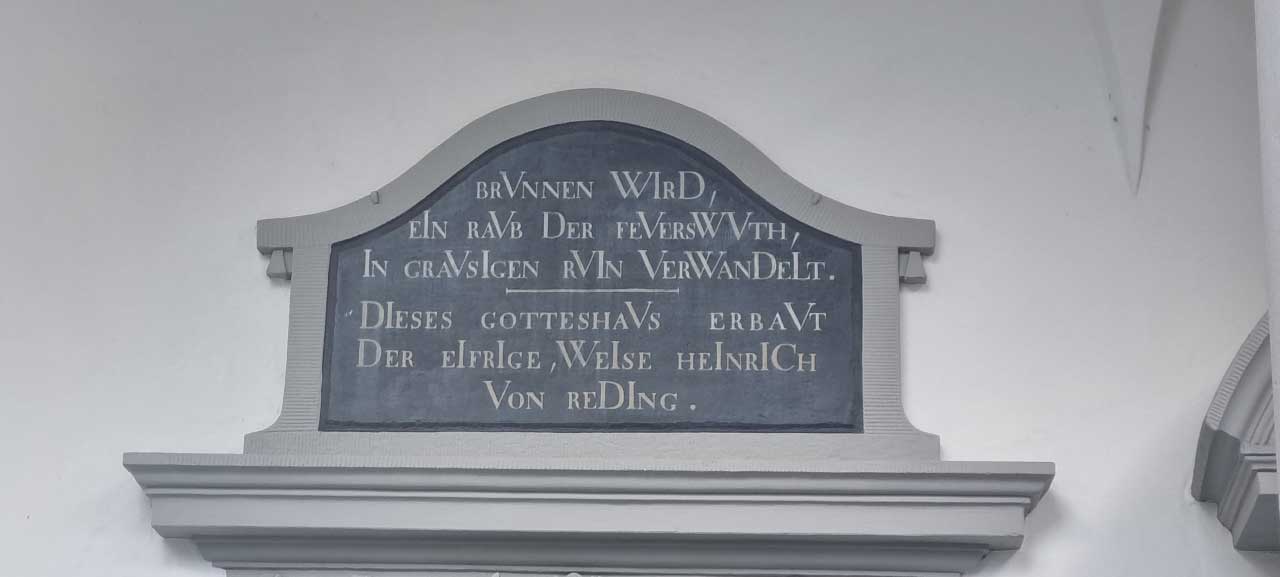 BRVNNEN WIRD,
EIN RAVB DER FEVERSWVTH,
IN GRAVSIGEN RVIN VERWANDELT.
DIESES GOTTESHAVS ERBAVT
DER EIFRIGE, WEISE HEINRICH
VON REDING.